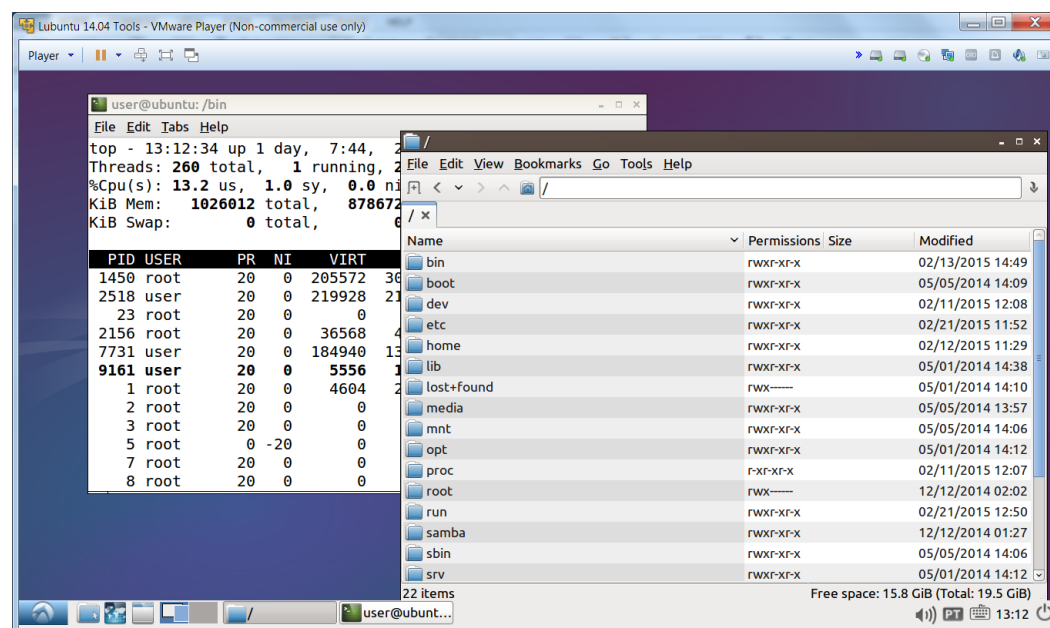 Lubuntu 14.04 Tools - VMware Player (Non-commercial use only)
Player
user@ubuntu: /bin
File Edit Tabs Help
top - 13:12:34 up 1 day, 7:44,
Threads: 260 total, 1 running,
%Cpu(s): 13.2 us, 1.0 sy, 0.0 ni
KiB Mem: 1026012 total, 878672
KiB Swap: 0 total,
PID USER PR NI VIRT
1450 root 20 0 205572 30
2518 user 20 0 219928 21
23 root 20 0 0
2156 root 20 0 36568 4
7731 user 20 0 184940 13
9161 user 20 0 5556 1
1 root 20 0 4604 2
2 root 20 0 0
3 root 20 0 0
5 root 0 -20 0
7 root 20 0 0
8 root 20 0 0
/
File Edit View Bookmarks Go Tools Help
/
/
Name Permissions Size Modified
bin rwxr-xr-x 02/13/2015 14:49
boot rwxr-xr-x 05/05/2014 14:09
dev rwxr-xr-x 02/11/2015 12:08
etc rwxr-xr-x 02/21/2015 11:52
home rwxr-xr-x 02/12/2015 11:29
lib rwxr-xr-x 05/01/2014 14:38
lost+found rwx------ 05/01/2014 14:10
media rwxr-xr-x 05/05/2014 13:57
mnt rwxr-xr-x 05/05/2014 14:06
opt rwxr-xr-x 05/01/2014 14:12
proc r-xr-xr-x 02/11/2015 12:07
root rwx------ 12/12/2014 02:02
run rwxr-xr-x 02/21/2015 12:50
samba rwxr-xr-x 12/12/2014 01:27
sbin rwxr-xr-x 05/05/2014 14:06
srv rwxr-xr-x 05/01/2014 14:12
22 items Free space: 15.8 GiB (Total: 19.5 GiB)
/ user@ubunt... PT 13:12